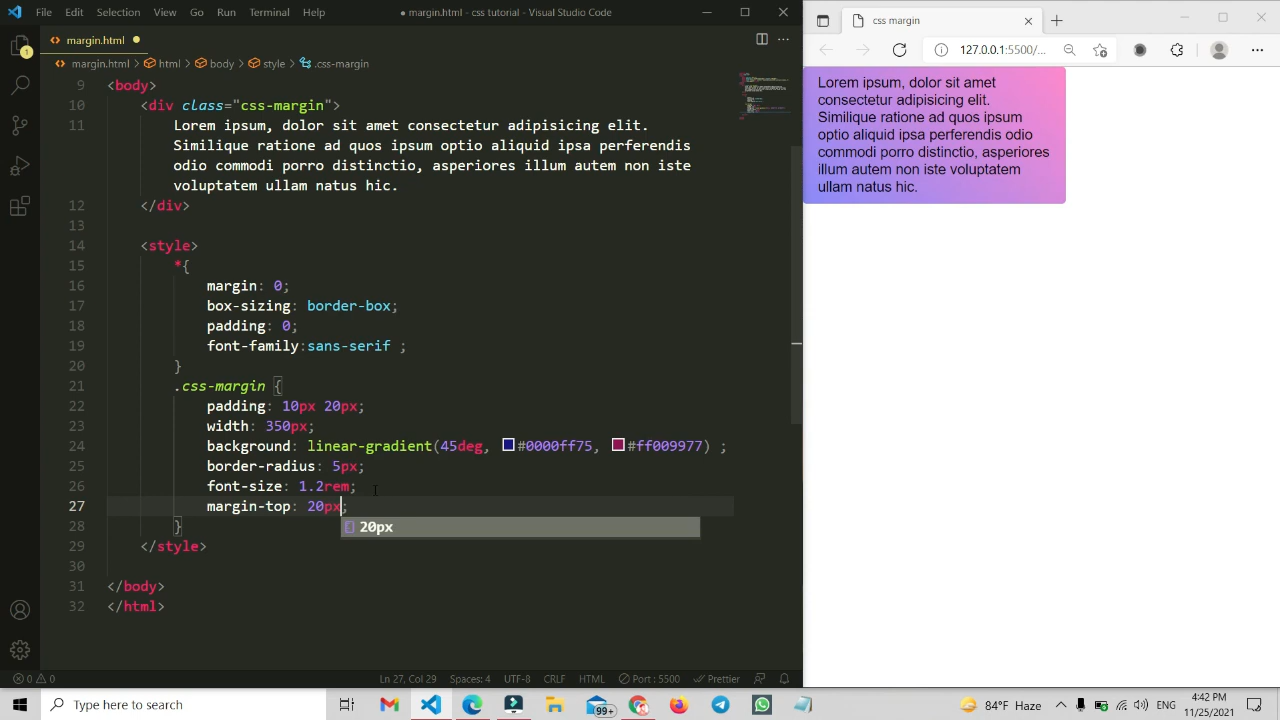 File Edit Selection View Go Run Terminal Help
● margin.html - css tutorial - Visual Studio Code
margin.html
margin.html > html > body > style > .css-margin
9 <body>
10 <div class="css-margin">
11 Lorem ipsum, dolor sit amet consectetur adipisicing elit.
Similique ratione ad quos ipsum optio aliquid ipsa perferendis
odio commodi porro distinctio, asperiores illum autem non iste
voluptatem ullam natus hic.
12 </div>
13
14 <style>
15 *{
16 margin: 0;
17 box-sizing: border-box;
18 padding: 0;
19 font-family:sans-serif ;
20 }
21 .css-margin {
22 padding: 10px 20px;
23 width: 350px;
24 background: linear-gradient(45deg, #0000ff75, #ff009977) ;
25 border-radius: 5px;
26 font-size: 1.2rem;
27 margin-top: 20px;
20px
28 }
29 </style>
30
31 </body>
32 </html>
1
0 0
Ln 27, Col 29 Spaces: 4 UTF-8 CRLF HTML Port : 5500 Prettier
css margin
127.0.0.1:5500/...
Lorem ipsum, dolor sit amet
consectetur adipisicing elit.
Similique ratione ad quos ipsum
optio aliquid ipsa perferendis odio
commodi porro distinctio, asperiores
illum autem non iste voluptatem
ullam natus hic.
Type here to search
99+
84°F Haze
4:42 PM
11/25/2021